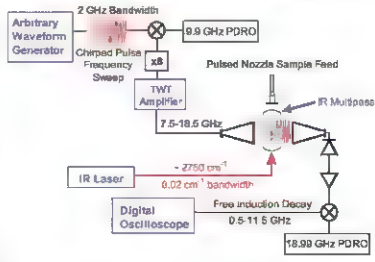 2 GHz Bandwidth
Arbitrary
Waveform
Generator
9.9 GHz PDRO
Chirped Pulse
Frequency
Sweep
x8
TWT
Amplifier
Pulsed Nozzle Sample Feed
IR Multipass
7.5-18.5 GHz
IR Laser
~ 2760 cm⁻¹
0.02 cm⁻¹ bandwidth
Digital
Oscilloscope
Free Induction Decay
0.5-11.5 GHz
18.99 GHz PDRO